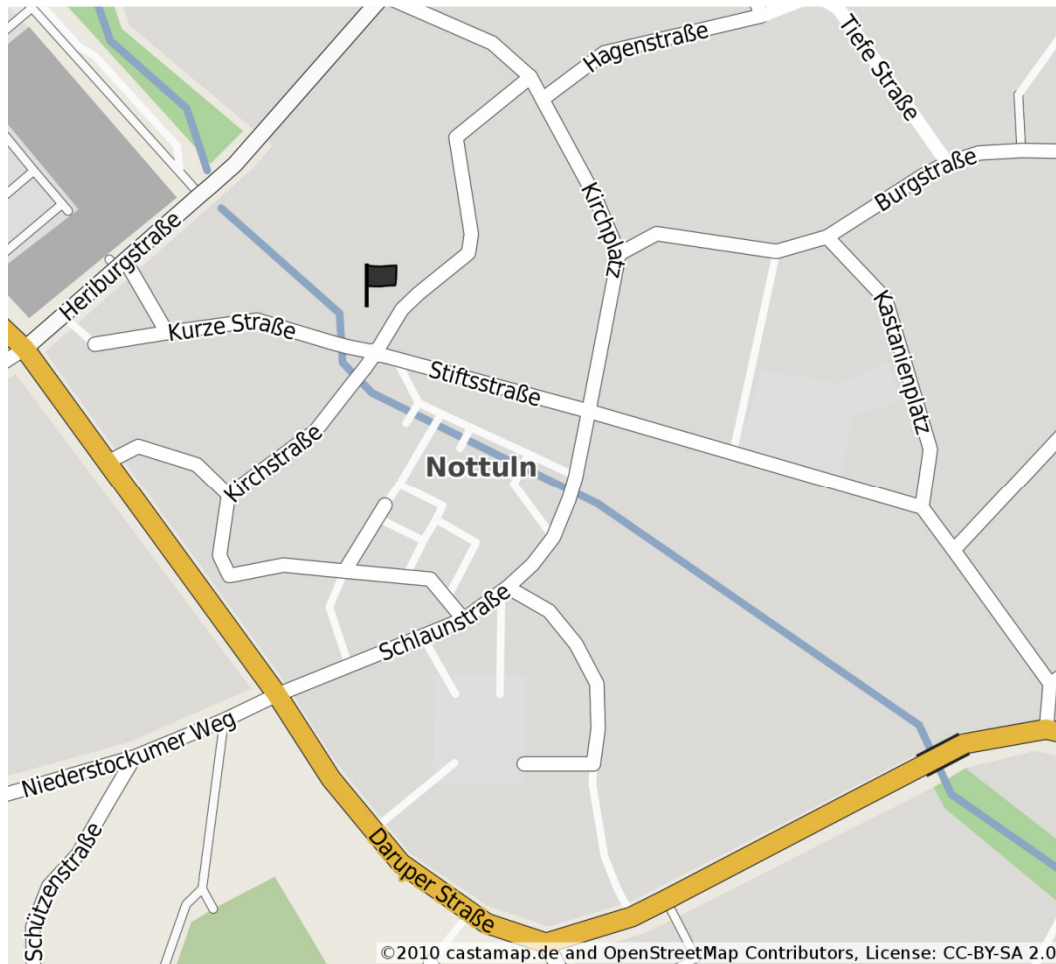 Hagenstraße
Tiefe Straße
Burgstraße
Kirchplatz
Heriburgstraße
Kurze Straße
Stiftsstraße
Kastanienplatz
Kirchstraße
Nottuln
Schlaunstraße
Niederstockumer Weg
Schützenstraße
Daruper Straße
©2010 castamap.de and OpenStreetMap Contributors, License: CC-BY-SA 2.0